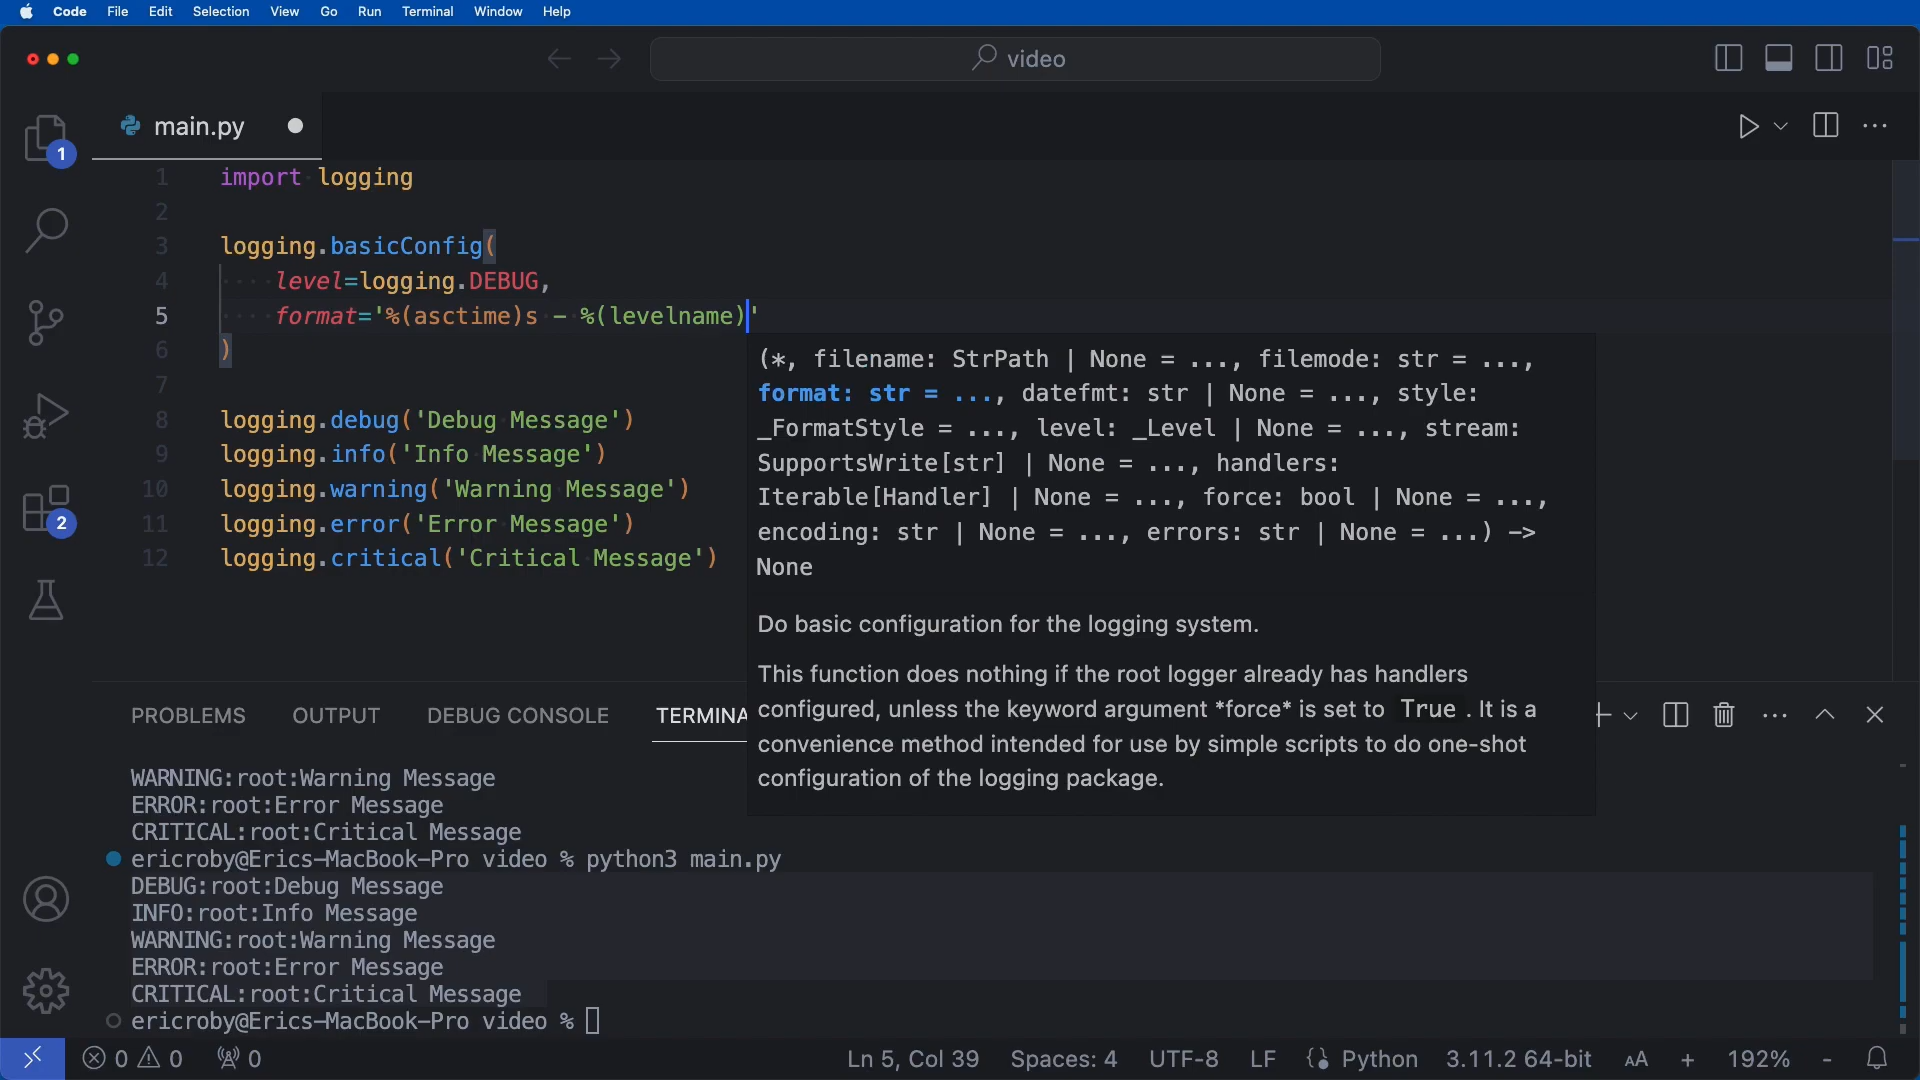 Code File Edit Selection View Go Run Terminal Window Help
video
main.py
1
1 import logging
2
3 logging.basicConfig(
4 level=logging.DEBUG,
5 format='%(asctime)s - %(levelname)'
6 )
7
8 logging.debug('Debug Message')
9 logging.info('Info Message')
10 logging.warning('Warning Message')
11 logging.error('Error Message')
12 logging.critical('Critical Message')
2
(*, filename: StrPath | None = ..., filemode: str = ...,
format: str = ..., datefmt: str | None = ..., style:
_FormatStyle = ..., level: _Level | None = ..., stream:
SupportsWrite[str] | None = ..., handlers:
Iterable[Handler] | None = ..., force: bool | None = ...,
encoding: str | None = ..., errors: str | None = ...) ->
None
Do basic configuration for the logging system.
This function does nothing if the root logger already has handlers
configured, unless the keyword argument *force* is set to True . It is a
convenience method intended for use by simple scripts to do one-shot
configuration of the logging package.
PROBLEMS OUTPUT DEBUG CONSOLE TERMINA
WARNING:root:Warning Message
ERROR:root:Error Message
CRITICAL:root:Critical Message
ericroby@Erics-MacBook-Pro video % python3 main.py
DEBUG:root:Debug Message
INFO:root:Info Message
WARNING:root:Warning Message
ERROR:root:Error Message
CRITICAL:root:Critical Message
ericroby@Erics-MacBook-Pro video %
0 0 0 Ln 5, Col 39 Spaces: 4 UTF-8 LF Python 3.11.2 64-bit AA + 192% -